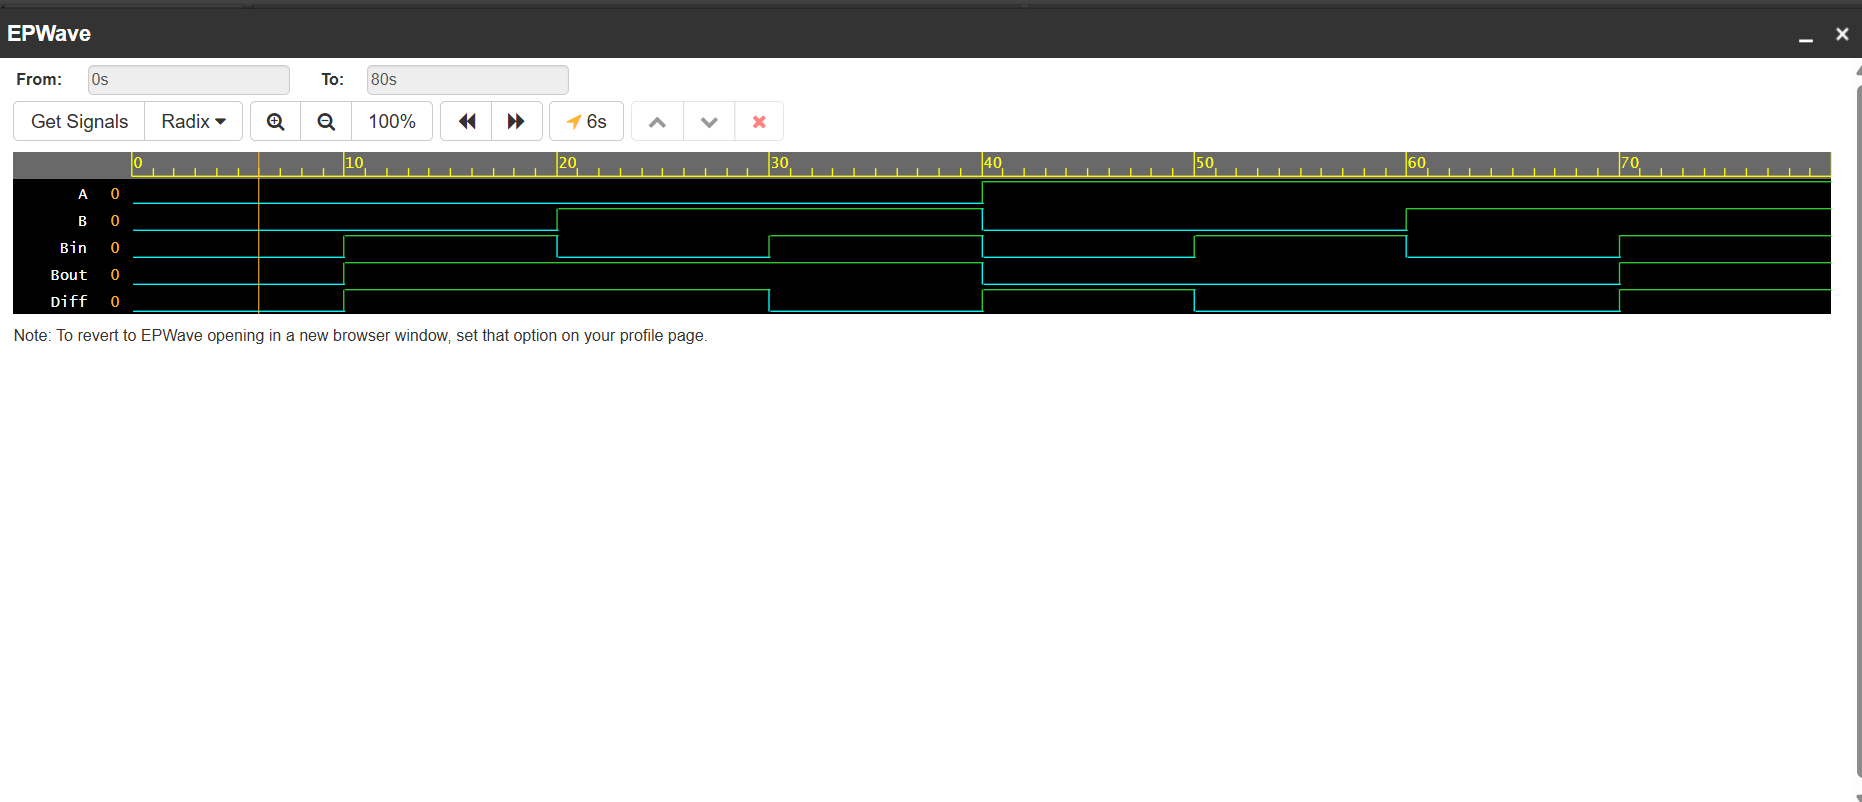 EPWave
From: 0s To: 80s
Get Signals Radix 100% 6s
0 10 20 30 40 50 60 70
A 0
B 0
Bin 0
Bout 0
Diff 0
Note: To revert to EPWave opening in a new browser window, set that option on your profile page.